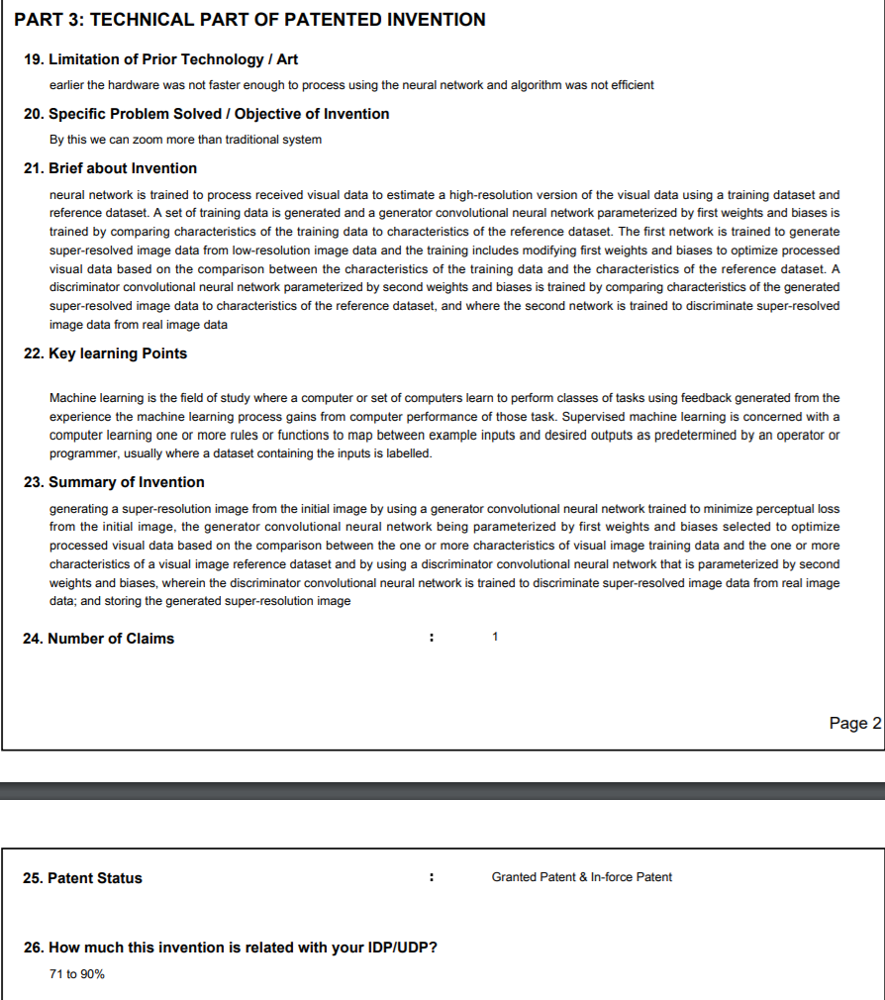 PART 3: TECHNICAL PART OF PATENTED INVENTION
19. Limitation of Prior Technology / Art
earlier the hardware was not faster enough to process using the neural network and algorithm was not efficient
20. Specific Problem Solved / Objective of Invention
By this we can zoom more than traditional system
21. Brief about Invention
neural network is trained to process received visual data to estimate a high-resolution version of the visual data using a training dataset and
reference dataset. A set of training data is generated and a generator convolutional neural network parameterized by first weights and biases is
trained by comparing characteristics of the training data to characteristics of the reference dataset. The first network is trained to generate
super-resolved image data from low-resolution image data and the training includes modifying first weights and biases to optimize processed
visual data based on the comparison between the characteristics of the training data and the characteristics of the reference dataset. A
discriminator convolutional neural network parameterized by second weights and biases is trained by comparing characteristics of the generated
super-resolved image data to characteristics of the reference dataset, and where the second network is trained to discriminate super-resolved
image data from real image data
22. Key learning Points
Machine learning is the field of study where a computer or set of computers learn to perform classes of tasks using feedback generated from the
experience the machine learning process gains from computer performance of those task. Supervised machine learning is concerned with a
computer learning one or more rules or functions to map between example inputs and desired outputs as predetermined by an operator or
programmer, usually where a dataset containing the inputs is labelled.
23. Summary of Invention
generating a super-resolution image from the initial image by using a generator convolutional neural network trained to minimize perceptual loss
from the initial image, the generator convolutional neural network being parameterized by first weights and biases selected to optimize
processed visual data based on the comparison between the one or more characteristics of visual image training data and the one or more
characteristics of a visual image reference dataset and by using a discriminator convolutional neural network that is parameterized by second
weights and biases, wherein the discriminator convolutional neural network is trained to discriminate super-resolved image data from real image
data; and storing the generated super-resolution image
24. Number of Claims : 1
Page 2
25. Patent Status : Granted Patent & In-force Patent
26. How much this invention is related with your IDP/UDP?
71 to 90%